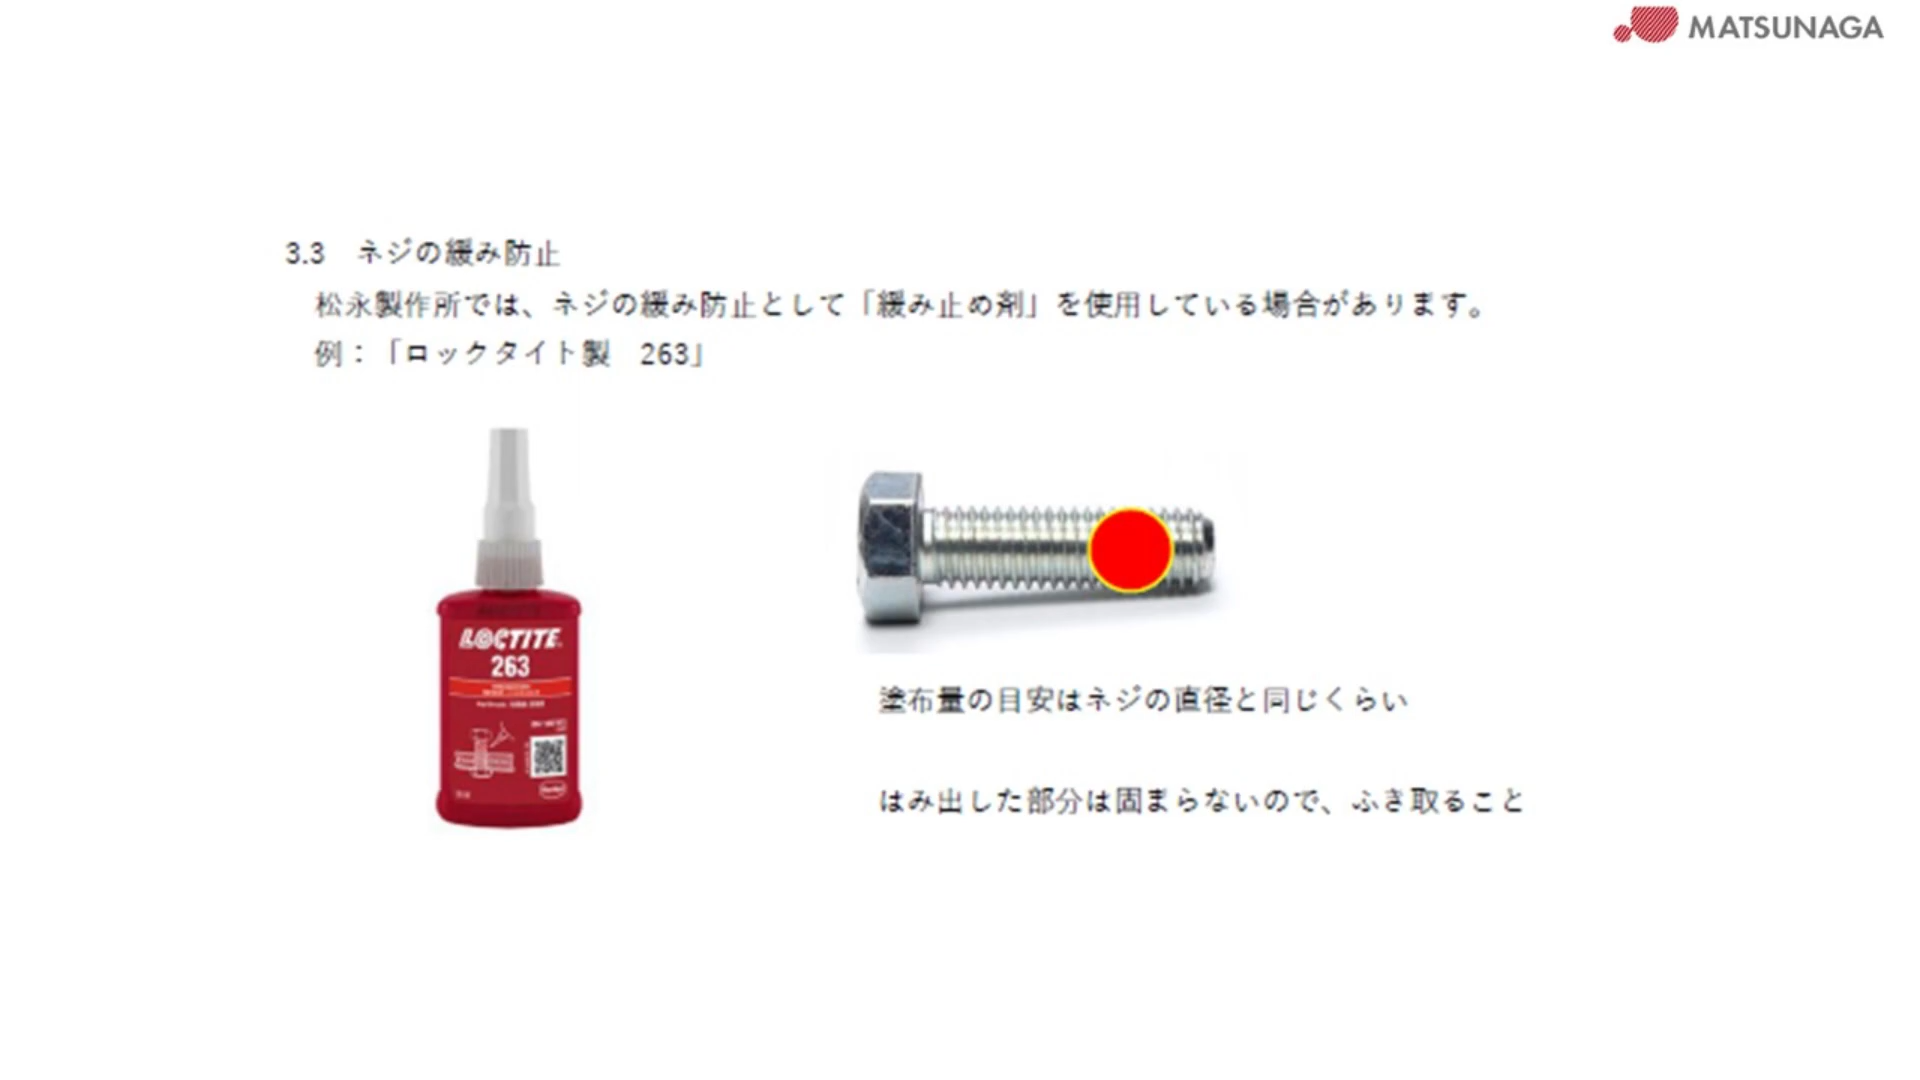 MATSUNAGA
3.3 ネジの緩み防止
松永製作所では、ネジの緩み防止として「緩み止め剤」を使用している場合があります。
例：「ロックタイト製 263」
LOCTITE
263
塗布量の目安はネジの直径と同じくらい
はみ出した部分は固まらないので、ふき取ること